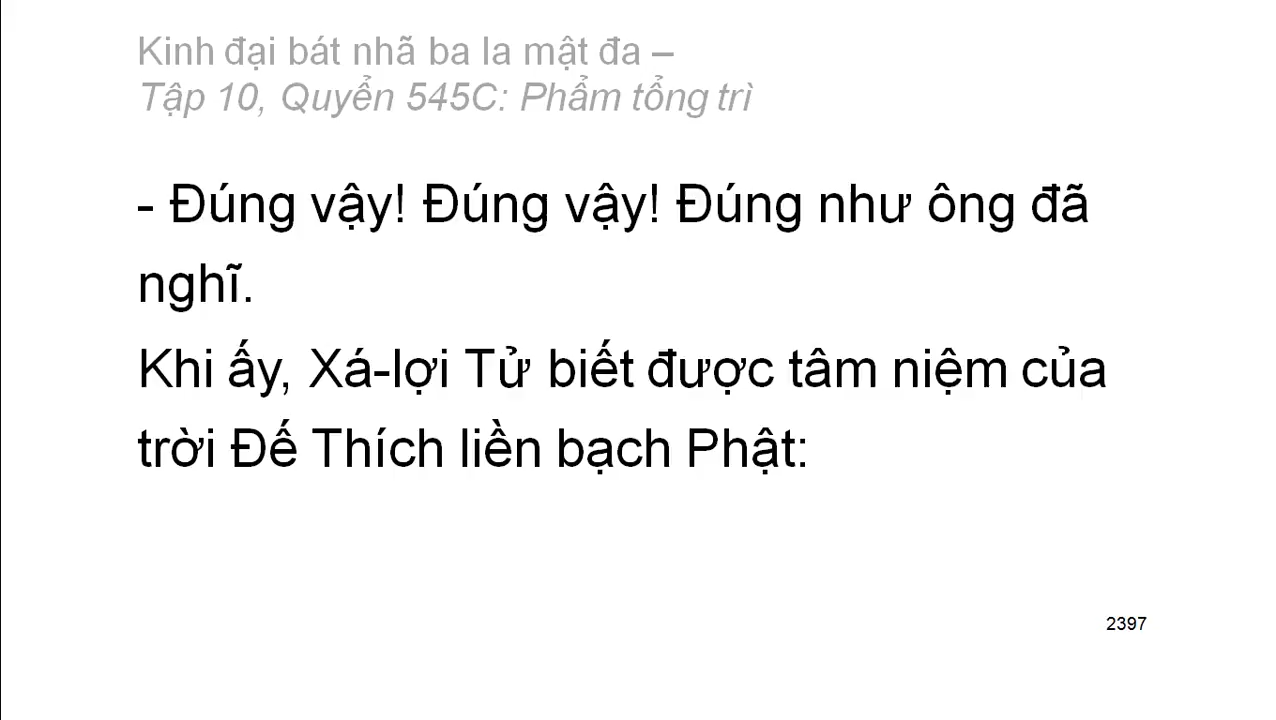 Kinh đại bát nhã ba la mật đa –
Tập 10, Quyển 545C: Phẩm tổng trì
- Đúng vậy! Đúng vậy! Đúng như ông đã
nghĩ.
Khi ấy, Xá-lợi Tử biết được tâm niệm của
trời Đế Thích liền bạch Phật:
2397